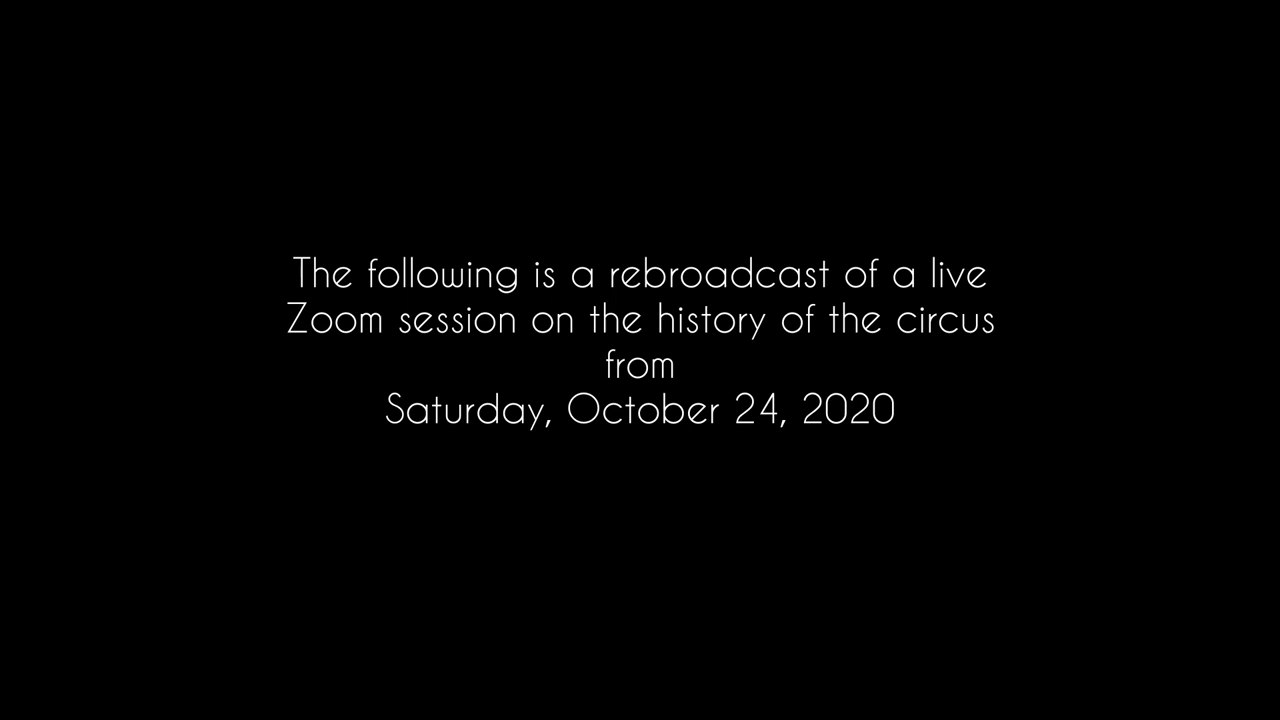 The following is a rebroadcast of a live
Zoom session on the history of the circus
from
Saturday, October 24, 2020